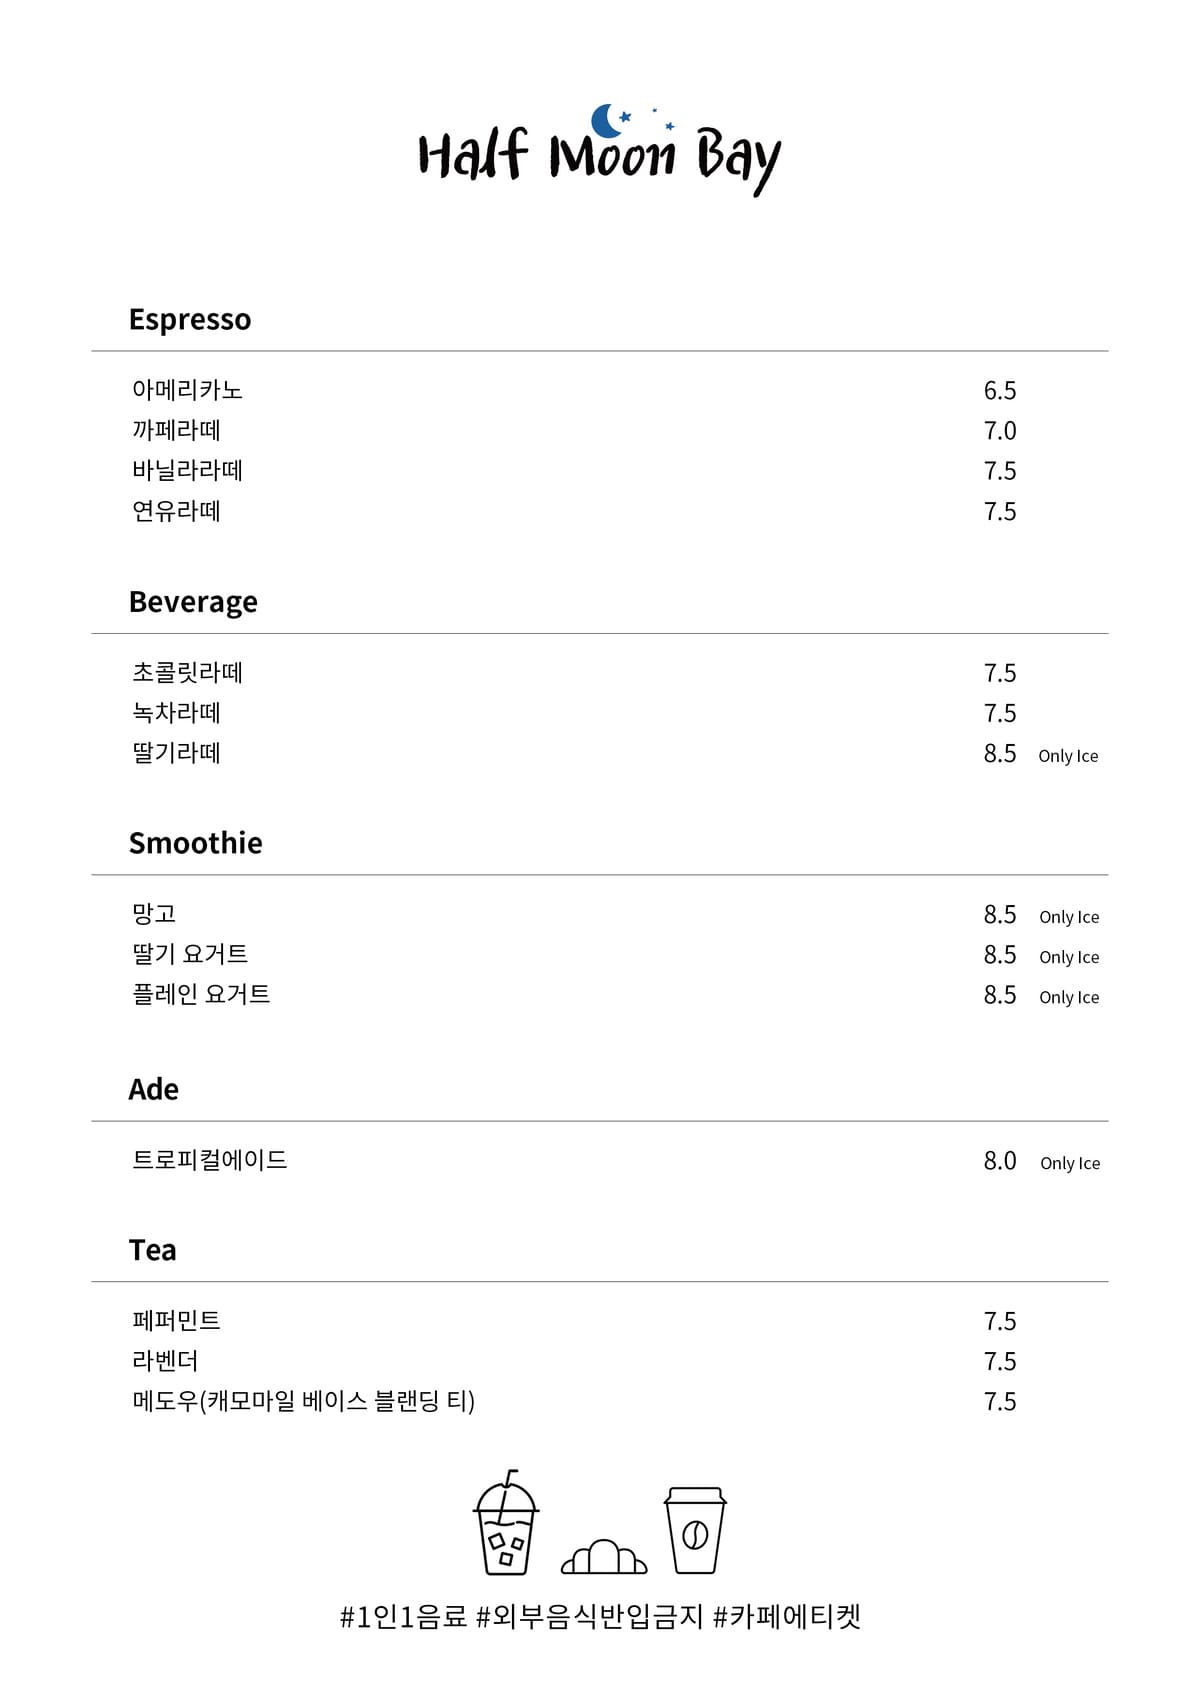 Half Moon Bay
Espresso
아메리카노 6.5
까페라떼 7.0
바닐라라떼 7.5
연유라떼 7.5
Beverage
초콜릿라떼 7.5
녹차라떼 7.5
딸기라떼 8.5 Only Ice
Smoothie
망고 8.5 Only Ice
딸기 요거트 8.5 Only Ice
플레인 요거트 8.5 Only Ice
Ade
트로피컬에이드 8.0 Only Ice
Tea
페퍼민트 7.5
라벤더 7.5
메도우(캐모마일 베이스 블랜딩 티) 7.5
#1인1음료 #외부음식반입금지 #카페에티켓